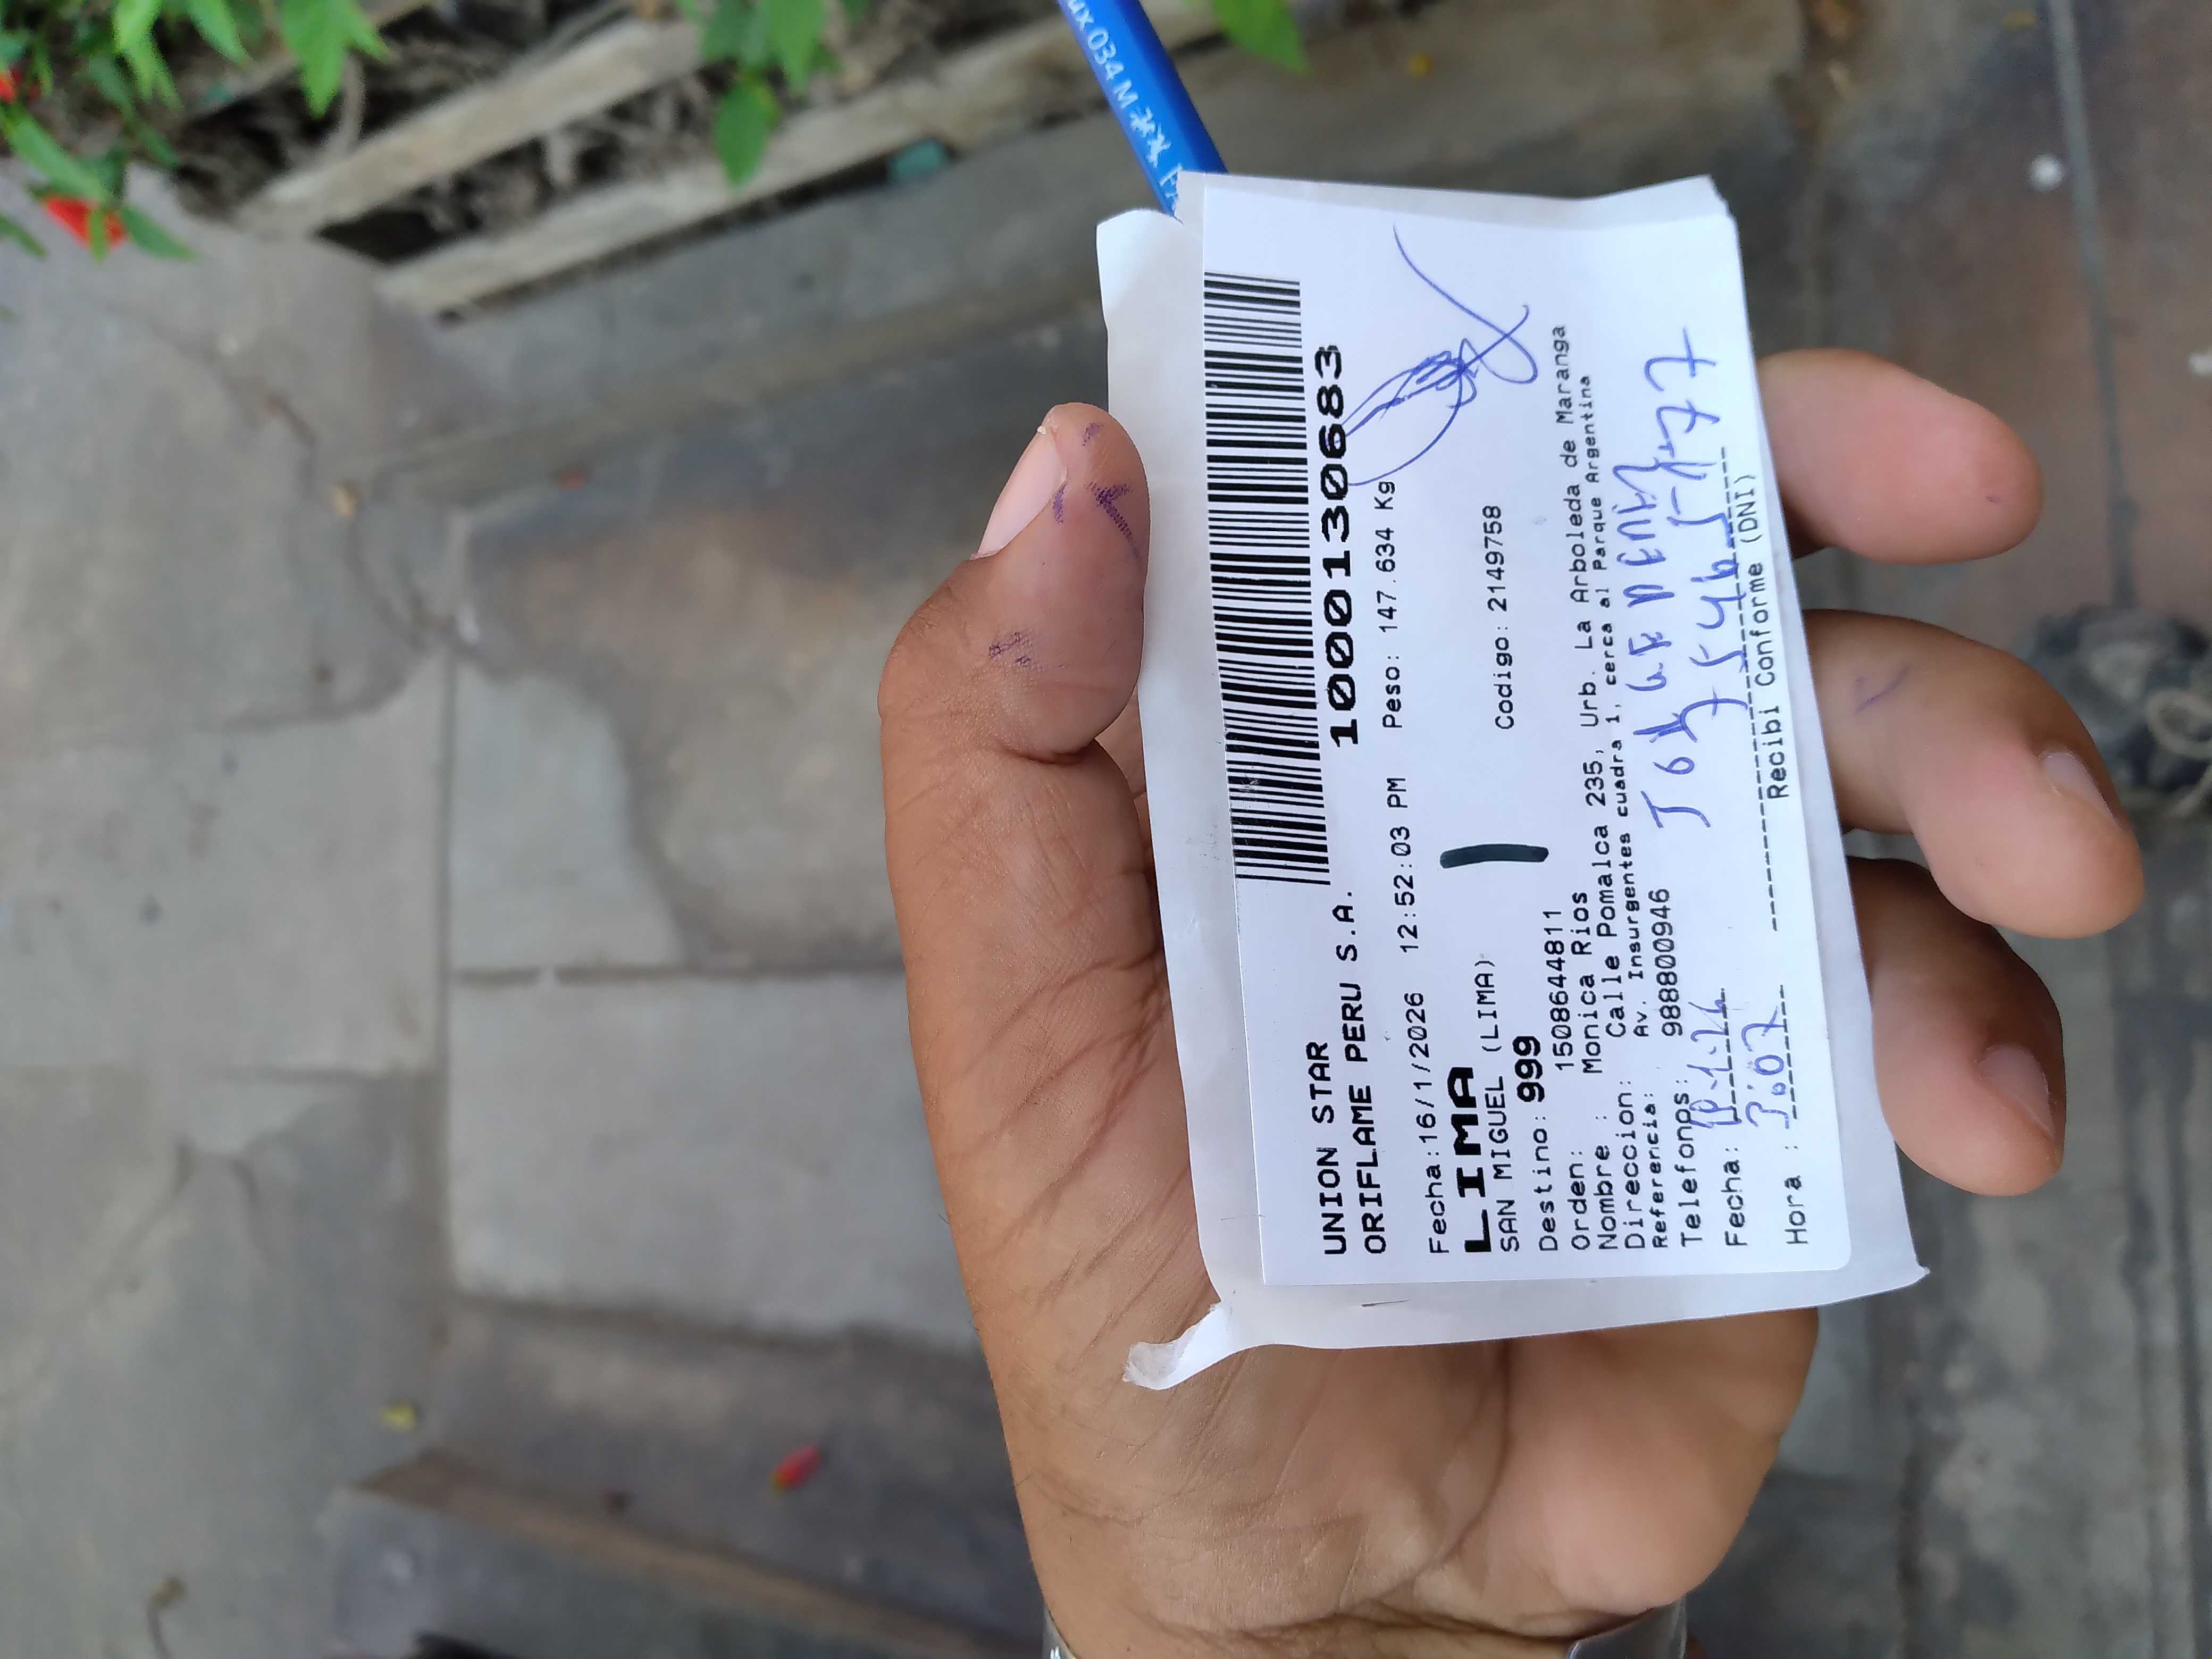 UNION STAR
ORIFLAME PERU S.A.
10001130683
Fecha:16/1/2026 12:52:03 PM Peso: 147.634 Kg
LIMA
SAN MIGUEL (LIMA)
Codigo: 2149758
Destino: 999
Orden: 1508644811
Nombre : Monica Rios
Direccion: Calle Pomalca 235, Urb. La Arboleda de Maranga
Referencia: Av. Insurgentes cuadra 1, cerca al Parque Argentina
Telefonos: 988800946
Fecha:
Hora :
Recibi Conforme (DNI)
ux034M